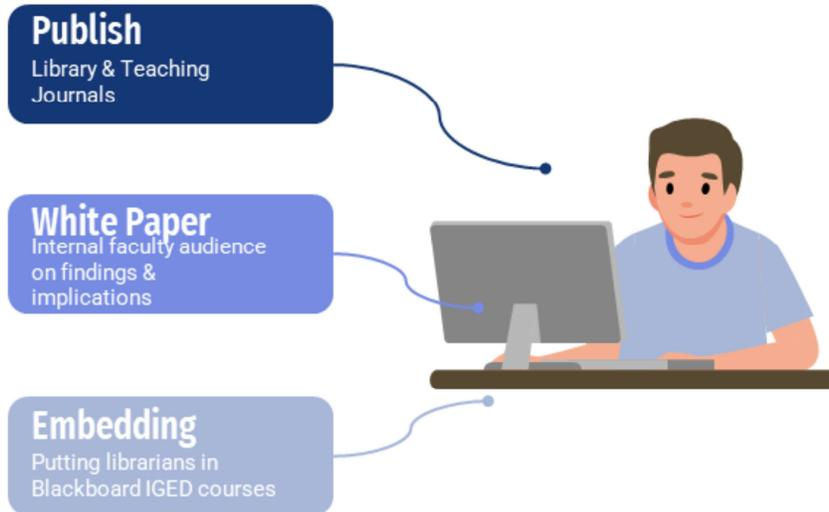 Publish
Library & Teaching
Journals
White Paper
Internal faculty audience
on findings &
implications
Embedding
Putting librarians in
Blackboard IGED courses